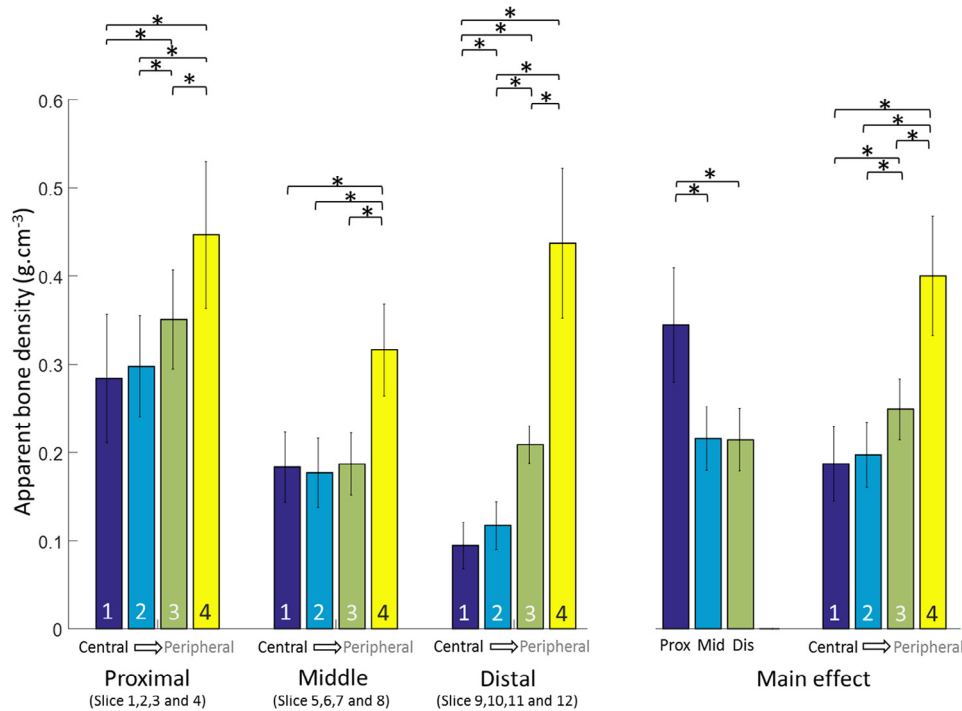 * * * *
* * * *
* * *
* *
0.6
0.5
0.4
0.3
0.2
0.1
0
Apparent bone density (g.cm-3)
*
*
*
*
*
*
*
*
*
*
*
*
1 2 3 4
1 2 3 4
1 2 3 4
1 2 3 4
Central Peripheral
Central Peripheral
Central Peripheral
Prox Mid Dis
Central Peripheral
Proximal
(Slice 1,2,3 and 4)
Middle
(Slice 5,6,7 and 8)
Distal
(Slice 9,10,11 and 12)
Main effect